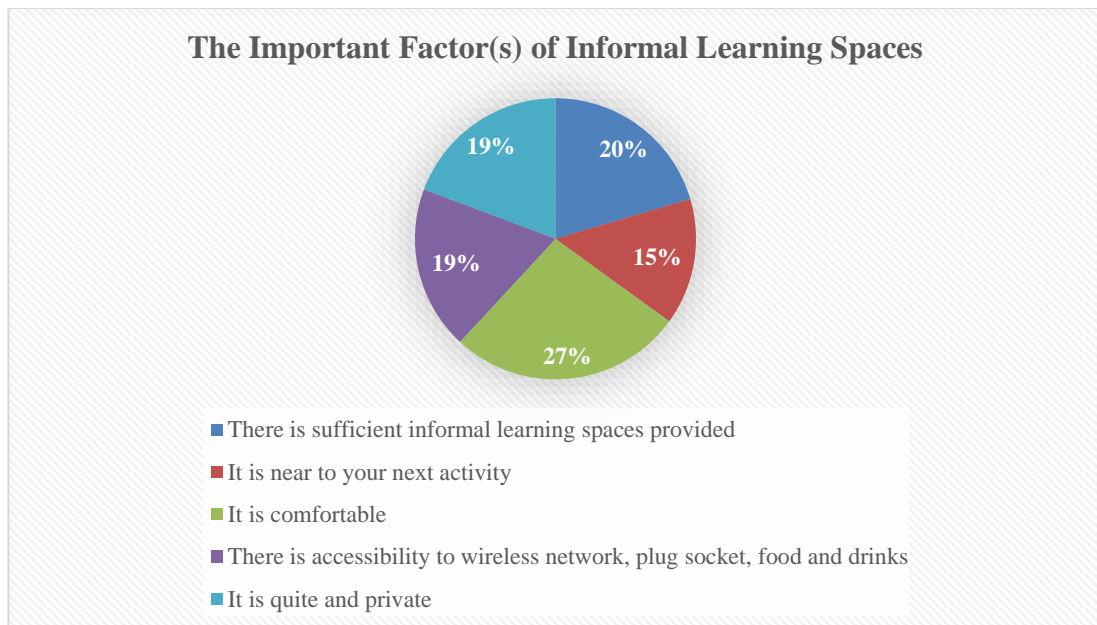 The Important Factor(s) of Informal Learning Spaces
19%
20%
19%
15%
27%
There is sufficient informal learning spaces provided
It is near to your next activity
It is comfortable
There is accessibility to wireless network, plug socket, food and drinks
It is quite and private